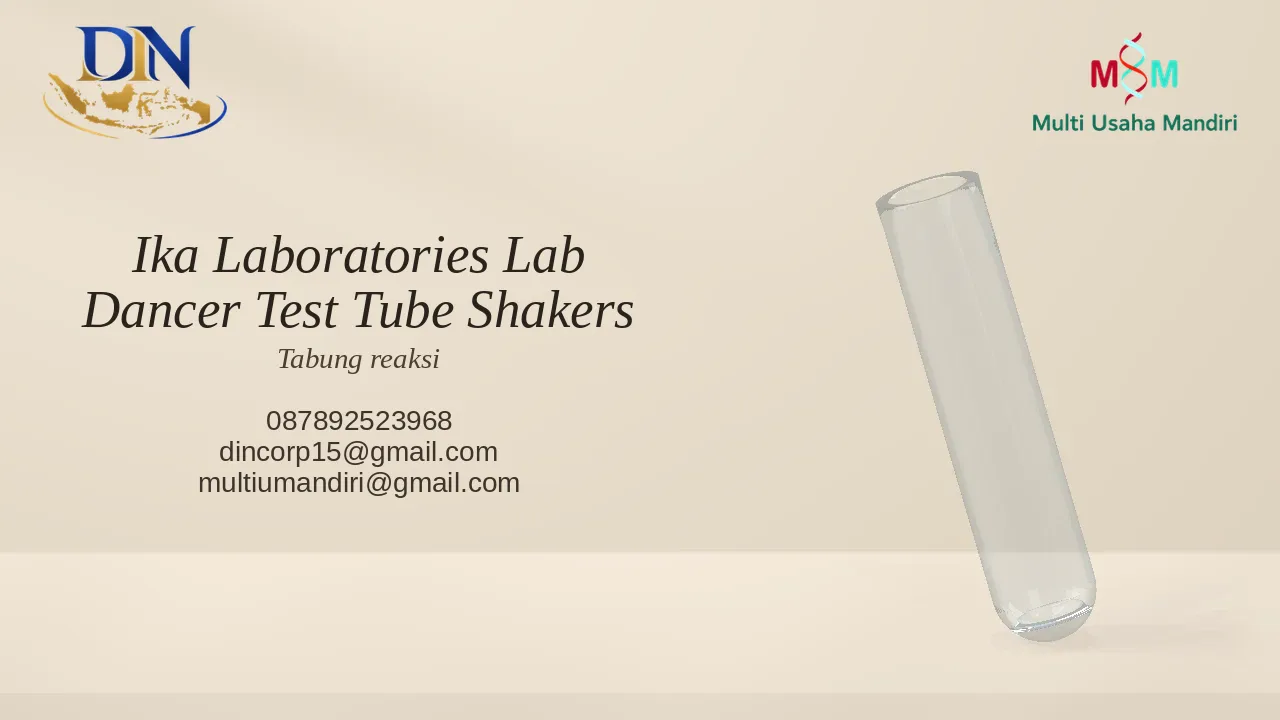 DIN
M M
Multi Usaha Mandiri
Ika Laboratories Lab
Dancer Test Tube Shakers
Tabung reaksi
087892523968
dincorp15@gmail.com
multiumandiri@gmail.com